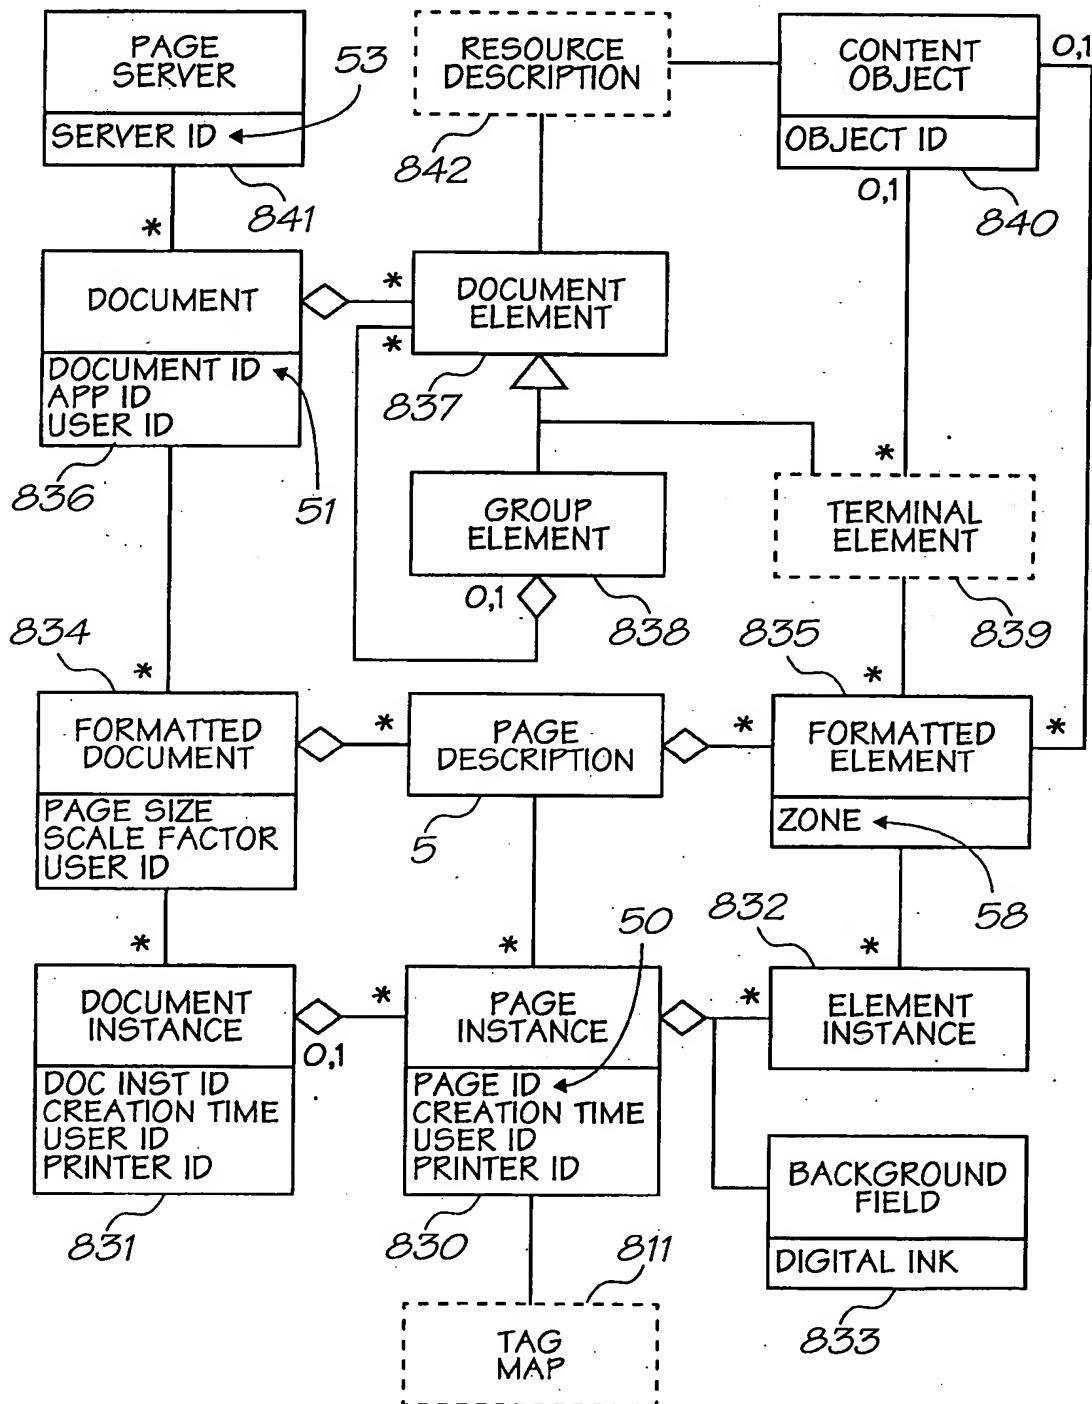 PAGE
SERVER
SERVER ID
53
841
*
RESOURCE
DESCRIPTION
842
CONTENT
OBJECT
OBJECT ID
0,1
0,1
840
DOCUMENT
DOCUMENT ID
APP ID
USER ID
836
51
*
*
DOCUMENT
ELEMENT
837
GROUP
ELEMENT
0,1
838
*
TERMINAL
ELEMENT
839
834
*
FORMATTED
DOCUMENT
PAGE SIZE
SCALE FACTOR
USER ID
*
PAGE
DESCRIPTION
5
*
835
*
FORMATTED
ELEMENT
*
ZONE
58
*
DOCUMENT
INSTANCE
0,1
DOC INST ID
CREATION TIME
USER ID
PRINTER ID
831
*
*
50
PAGE
INSTANCE
PAGE ID
CREATION TIME
USER ID
PRINTER ID
830
832
*
*
ELEMENT
INSTANCE
BACKGROUND
FIELD
DIGITAL INK
833
811
TAG
MAP